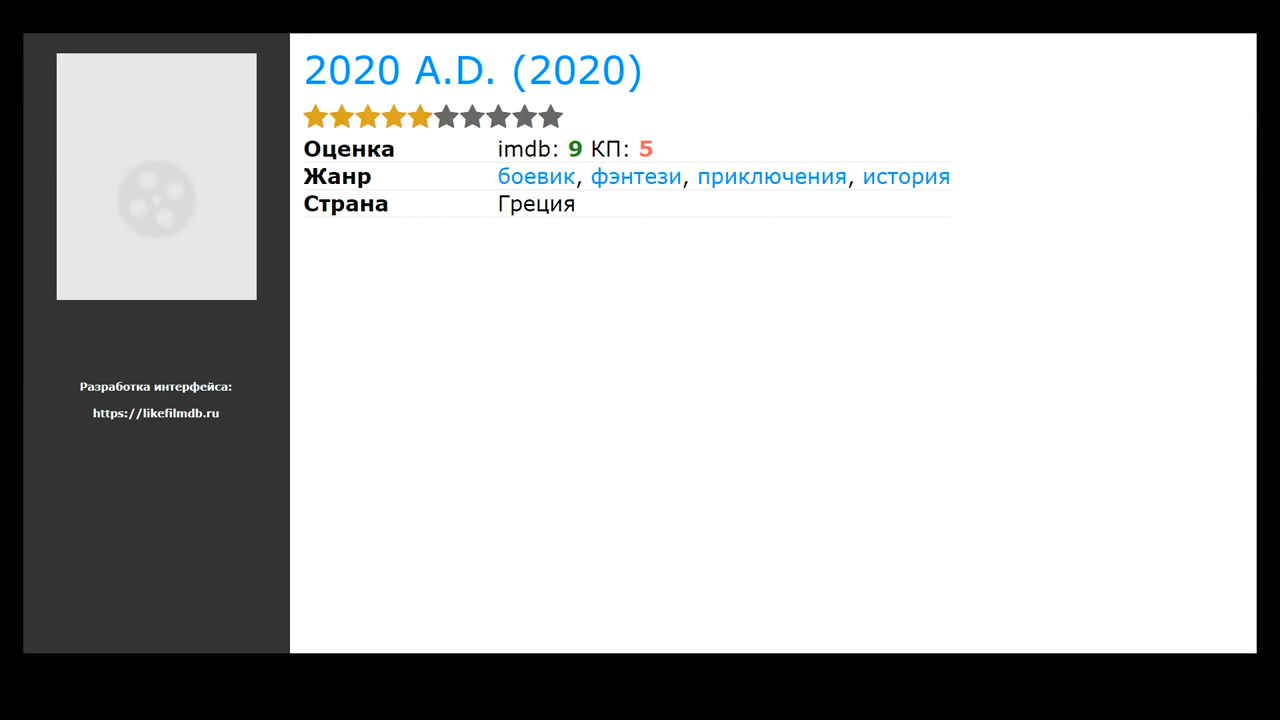 2020 A.D. (2020)
Оценка imdb: 9 КП: 5
Жанр боевик, фэнтези, приключения, история
Страна Греция
Разработка интерфейса:
https://likefilmdb.ru